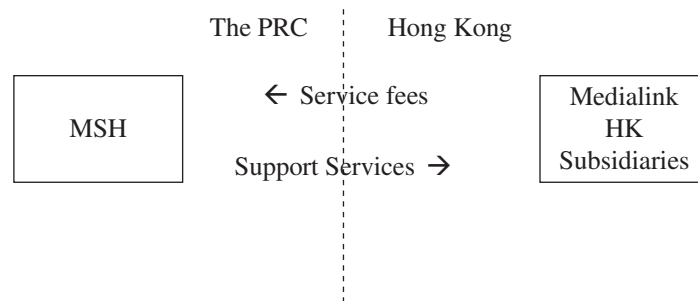 The PRC
Hong Kong
← Service fees
MSH
Medialink
HK
Subsidiaries
Support Services →